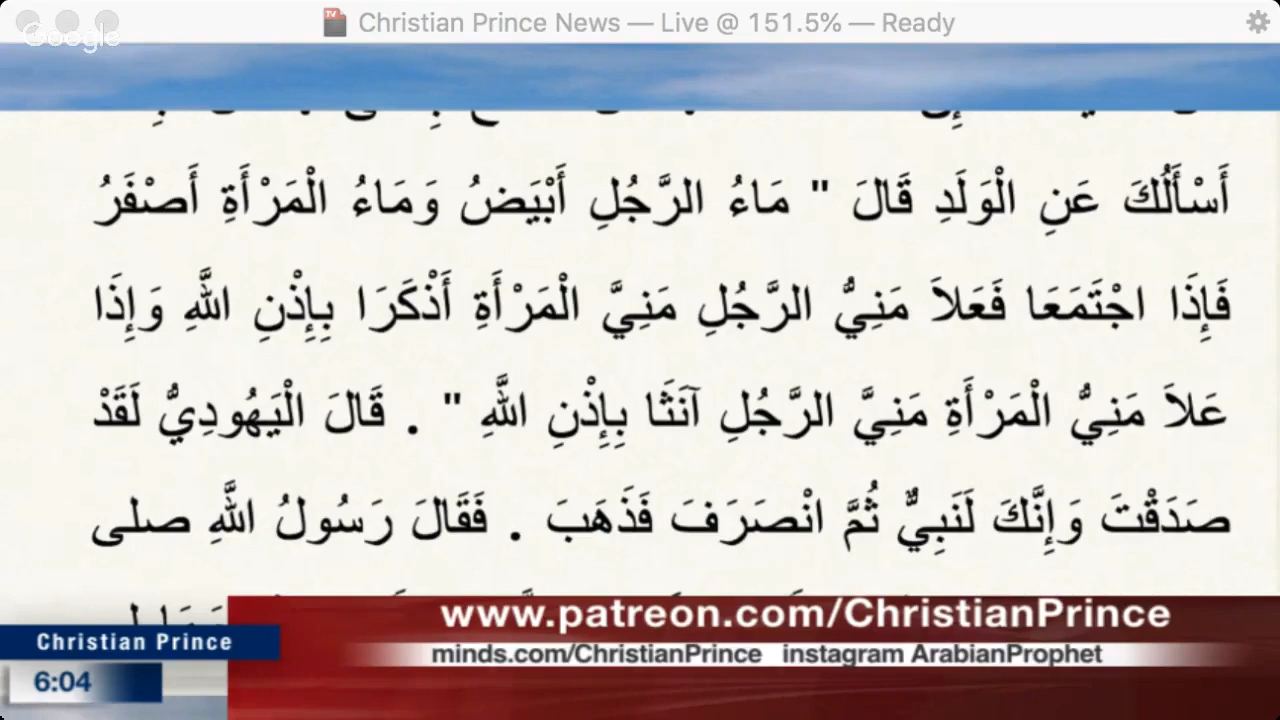 Google
Christian Prince News — Live @ 151.5% — Ready
أَسْأَلُكَ عَنِ الْوَلَدِ قَالَ " مَاءُ الرَّجُلِ أَبْيَضُ وَمَاءُ الْمَرْأَةِ أَصْفَرُ
فَإِذَا اجْتَمَعَا فَعَلاَ مَنِيُّ الرَّجُلِ مَنِيَّ الْمَرْأَةِ أَذْكَرَا بِإِذْنِ اللَّهِ وَإِذَا
عَلاَ مَنِيُّ الْمَرْأَةِ مَنِيَّ الرَّجُلِ آنَثَا بِإِذْنِ اللَّهِ " . قَالَ الْيَهُودِيُّ لَقَدْ
صَدَقْتَ وَإِنَّكَ لَنَبِيٌّ ثُمَّ انْصَرَفَ فَذَهَبَ . فَقَالَ رَسُولُ اللَّهِ صلى
www.patreon.com/ChristianPrince
Christian Prince
minds.com/ChristianPrince instagram ArabianProphet
6:04